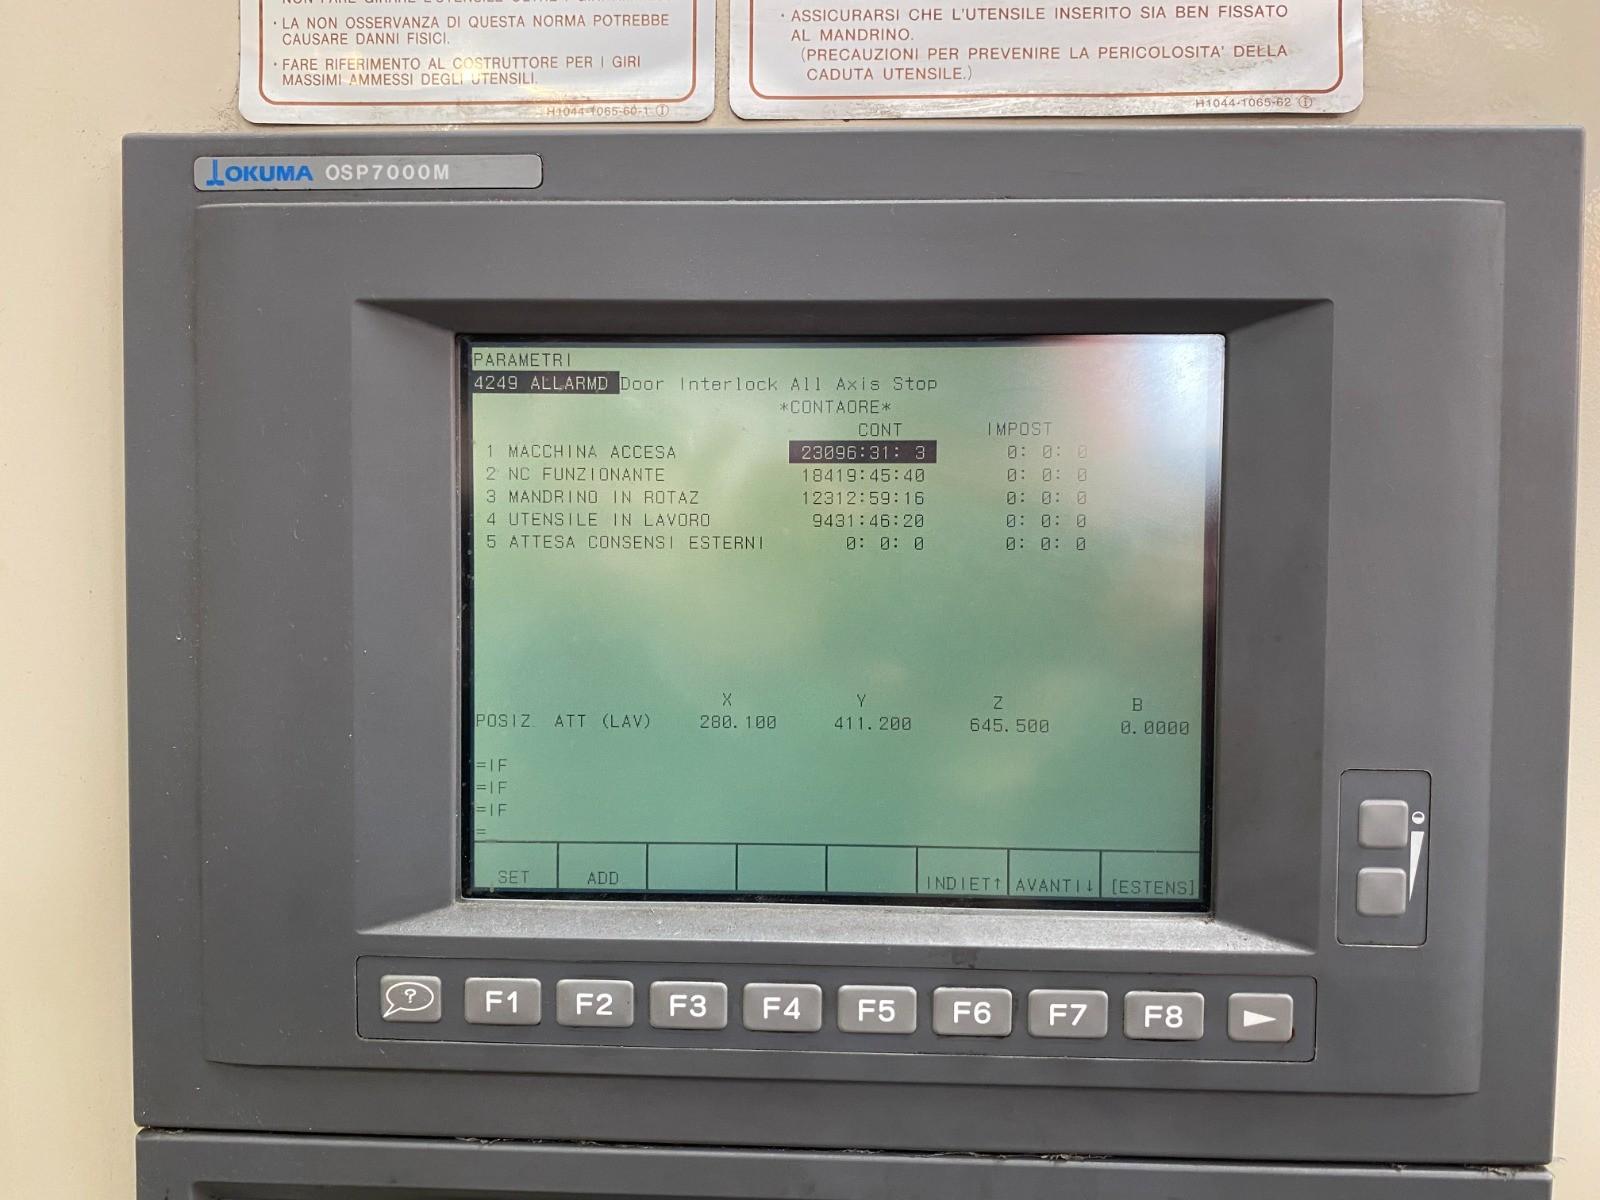 · LA NON OSSERVANZA DI QUESTA NORMA POTREBBE
CAUSARE DANNI FISICI.
· FARE RIFERIMENTO AL COSTRUTTORE PER I GIRI
MASSIMI AMMESSI DEGLI UTENSILI.
H1044-1065-60-1 I
· ASSICURARSI CHE L'UTENSILE INSERITO SIA BEN FISSATO
AL MANDRINO.
(PRECAUZIONI PER PREVENIRE LA PERICOLOSITA' DELLA
CADUTA UTENSILE.)
H1044-1065-62 I
OKUMA OSP7000M
PARAMETRI
4249 ALLARMD Door Interlock All Axis Stop
*CONTAORE*
CONT IMPOST
1 MACCHINA ACCESA 23096:31: 3 0: 0: 0
2 NC FUNZIONANTE 18419:45:40 0: 0: 0
3 MANDRINO IN ROTAZ 12312:59:16 0: 0: 0
4 UTENSILE IN LAVORO 9431:46:20 0: 0: 0
5 ATTESA CONSENSI ESTERNI 0: 0: 0 0: 0: 0
X Y Z B
POSIZ. ATT (LAV) 280.100 411.200 645.500 0.0000
=IF
=IF
=IF
=
SET ADD INDIET↑ AVANTI↓ [ESTENS]
? F1 F2 F3 F4 F5 F6 F7 F8